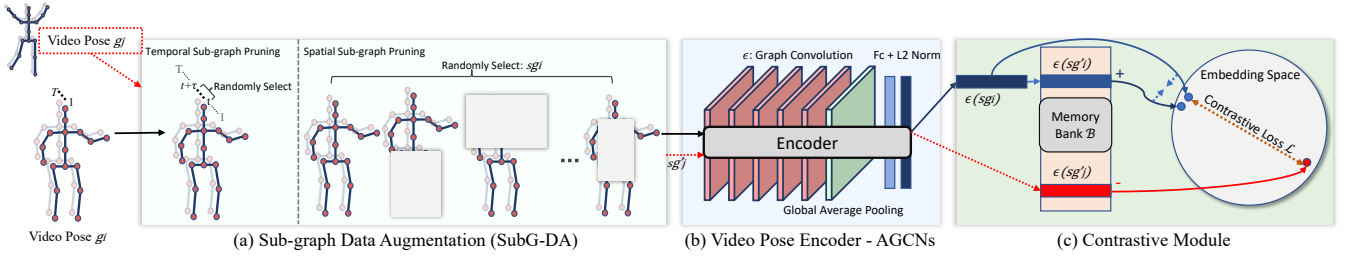 Video Pose gj
Temporal Sub-graph Pruning
T
t+τ
t
1
Randomly Select
T
1
Video Pose gi
Spatial Sub-graph Pruning
Randomly Select: sgi
...
sg'j
(a) Sub-graph Data Augmentation (SubG-DA)
ϵ: Graph Convolution
Fc + L2 Norm
Encoder
Global Average Pooling
(b) Video Pose Encoder - AGCNs
ϵ(sgi)
ϵ(sg'i)
+
Memory
Bank ℬ
ϵ(sg'j)
-
Embedding Space
Contrastive Loss ℒ
(c) Contrastive Module